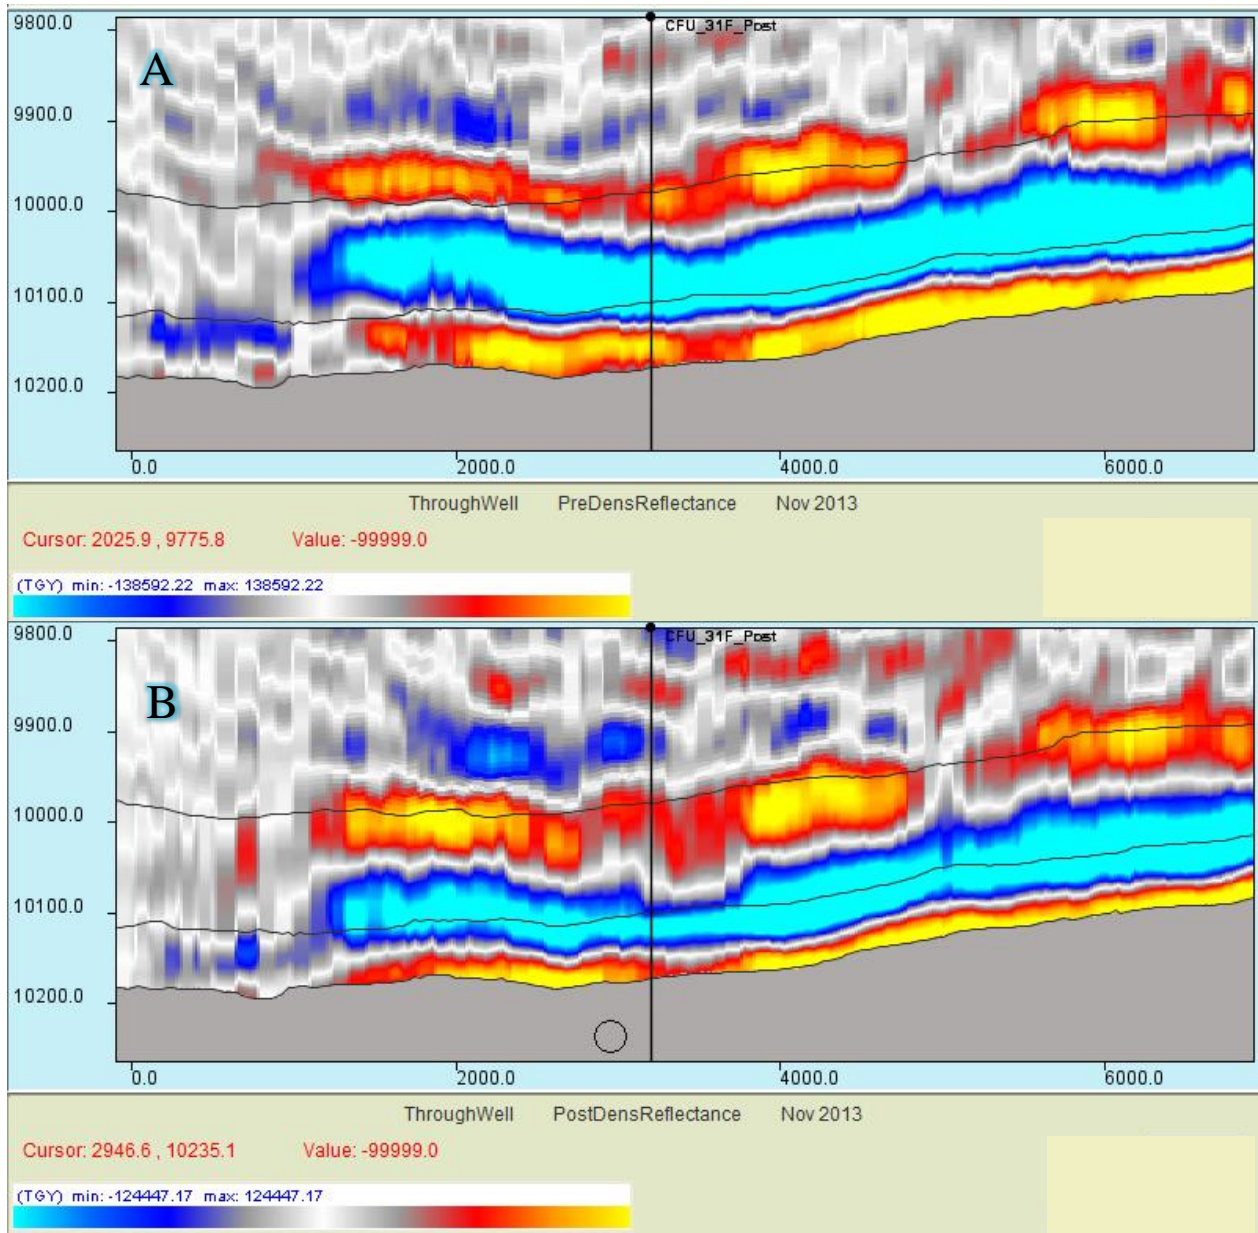 9800.0
CFU_31F_Post
A
9900.0
10000.0
10100.0
10200.0
0.0 2000.0 4000.0 6000.0
ThroughWell PreDensReflectance Nov 2013
Cursor: 2025.9 , 9775.8 Value: -99999.0
(TGY) min: -138592.22 max: 138592.22
9800.0
CFU_31F_Post
B
9900.0
10000.0
10100.0
10200.0
0.0 2000.0 4000.0 6000.0
ThroughWell PostDensReflectance Nov 2013
Cursor: 2946.6 , 10235.1 Value: -99999.0
(TGY) min: -124447.17 max: 124447.17